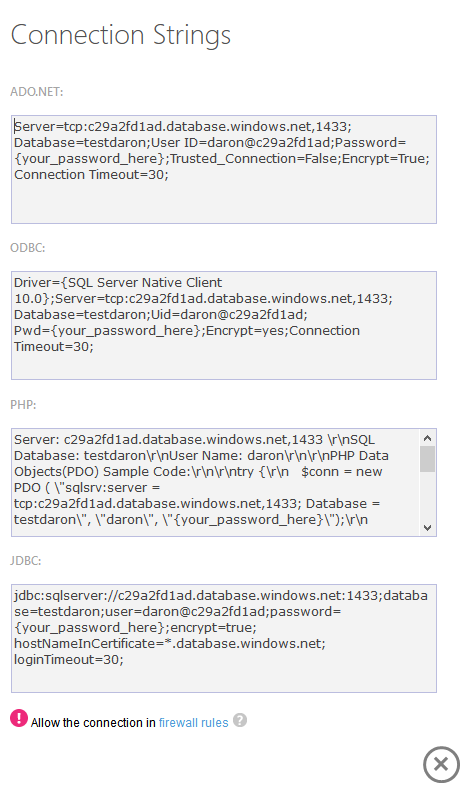 Connection Strings
ADO.NET:
Server=tcp:c29a2fd1ad.database.windows.net,1433;
Database=testdaron;User ID=daron@c29a2fd1ad;Password=
{your_password_here};Trusted_Connection=False;Encrypt=True;
Connection Timeout=30;
ODBC:
Driver={SQL Server Native Client
10.0};Server=tcp:c29a2fd1ad.database.windows.net,1433;
Database=testdaron;Uid=daron@c29a2fd1ad;
Pwd={your_password_here};Encrypt=yes;Connection
Timeout=30;
PHP:
Server: c29a2fd1ad.database.windows.net,1433 \r\nSQL
Database: testdaron\r\nUser Name: daron\r\n\r\nPHP Data
Objects(PDO) Sample Code:\r\n\r\ntry {\r\n   $conn = new
PDO ( \"sqlsrv:server =
tcp:c29a2fd1ad.database.windows.net,1433; Database =
testdaron\", \"daron\", \"{your_password_here}\");\r\n
JDBC:
jdbc:sqlserver://c29a2fd1ad.database.windows.net:1433;databa
se=testdaron;user=daron@c29a2fd1ad;password=
{your_password_here};encrypt=true;
hostNameInCertificate=*.database.windows.net;
loginTimeout=30;
! Allow the connection in firewall rules ?